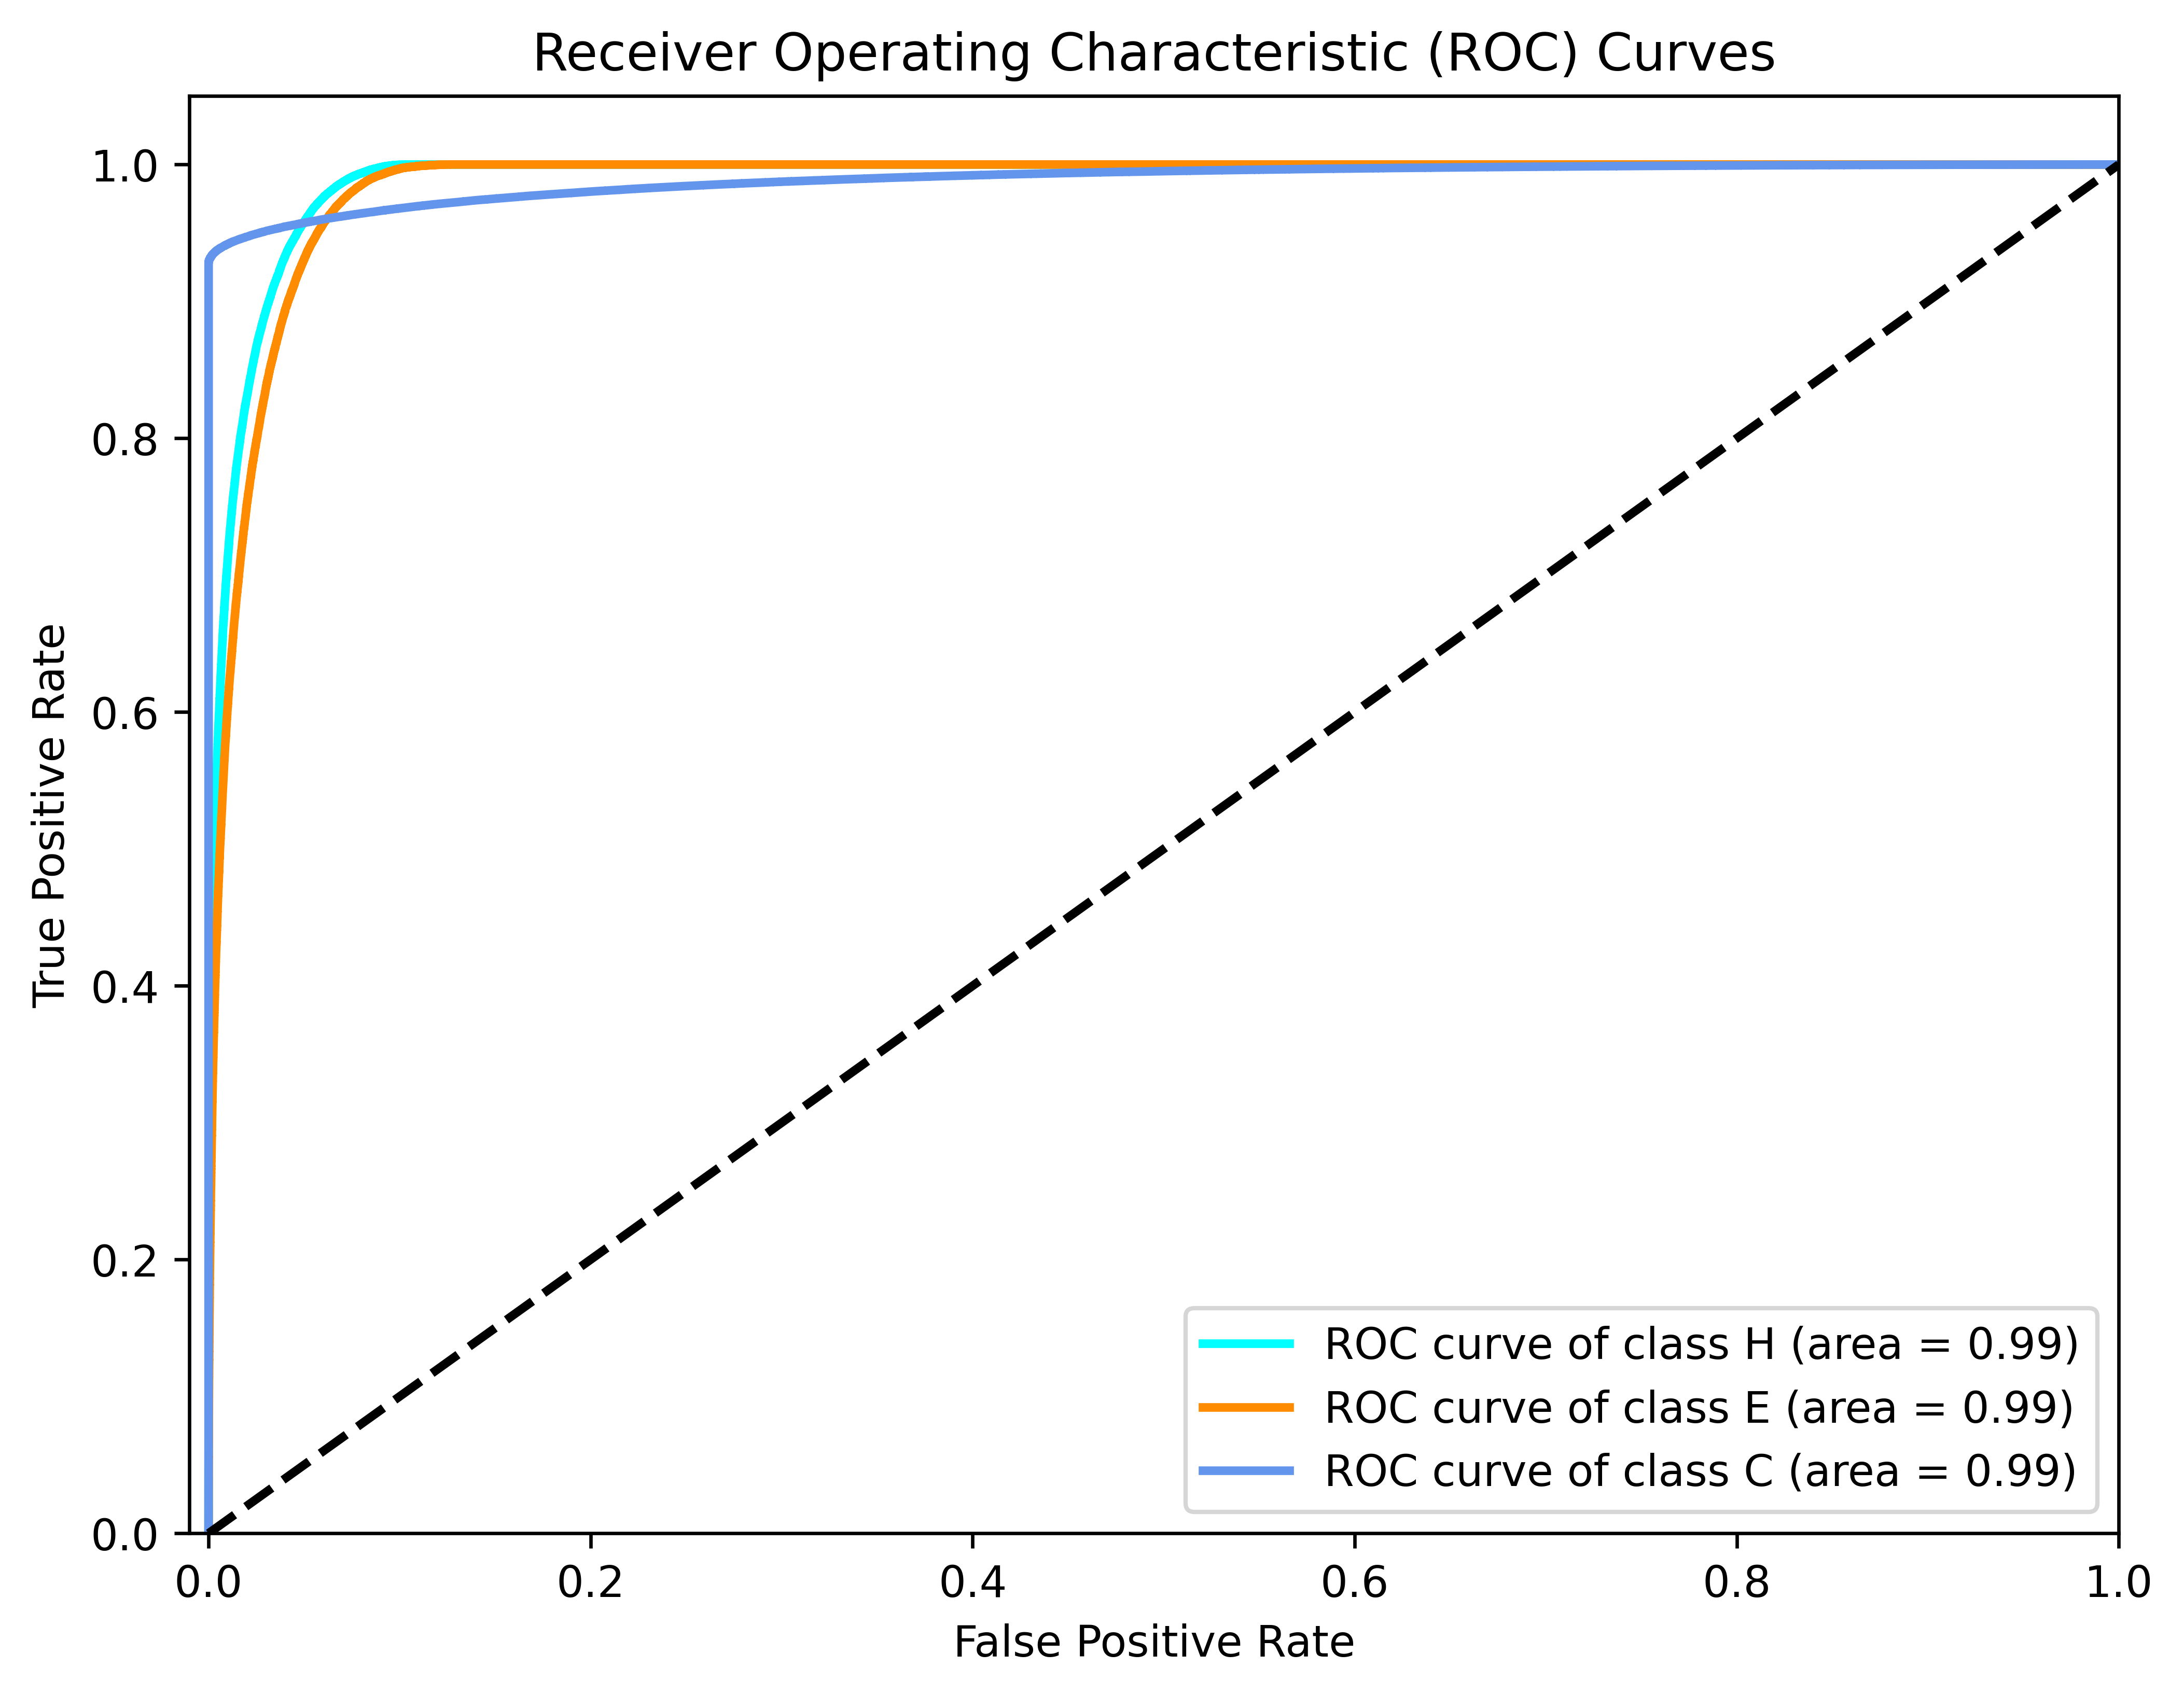 Receiver Operating Characteristic (ROC) Curves
True Positive Rate
1.0
0.8
0.6
0.4
0.2
0.0
0.0 0.2 0.4 0.6 0.8 1.0
False Positive Rate
ROC curve of class H (area = 0.99)
ROC curve of class E (area = 0.99)
ROC curve of class C (area = 0.99)